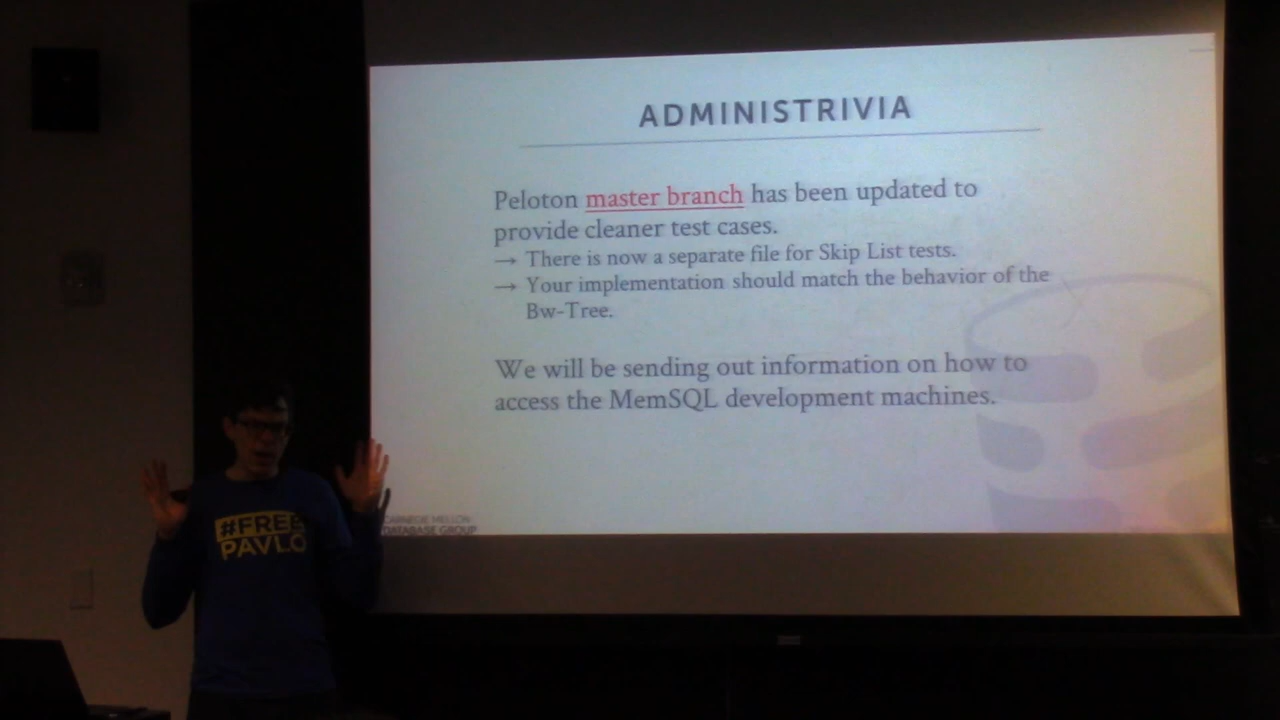 ADMINISTRIVIA
Peloton master branch has been updated to
provide cleaner test cases.
→ There is now a separate file for Skip List tests.
→ Your implementation should match the behavior of the
Bw-Tree.
We will be sending out information on how to
access the MemSQL development machines.
CARNEGIE MELLON
DATABASE GROUP
#FREE
PAVLO